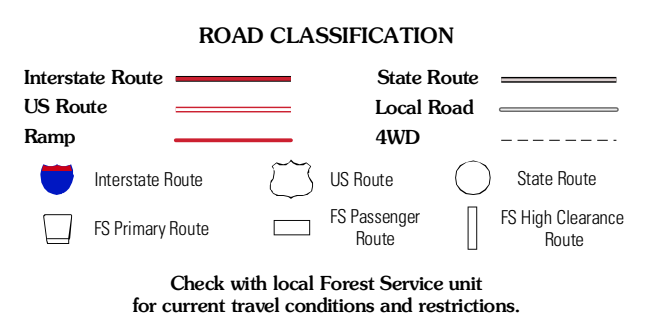 ROAD CLASSIFICATION
Interstate Route
State Route
US Route
Local Road
Ramp
4WD
Interstate Route
US Route
State Route
FS Primary Route
FS Passenger
Route
FS High Clearance
Route
Check with local Forest Service unit
for current travel conditions and restrictions.